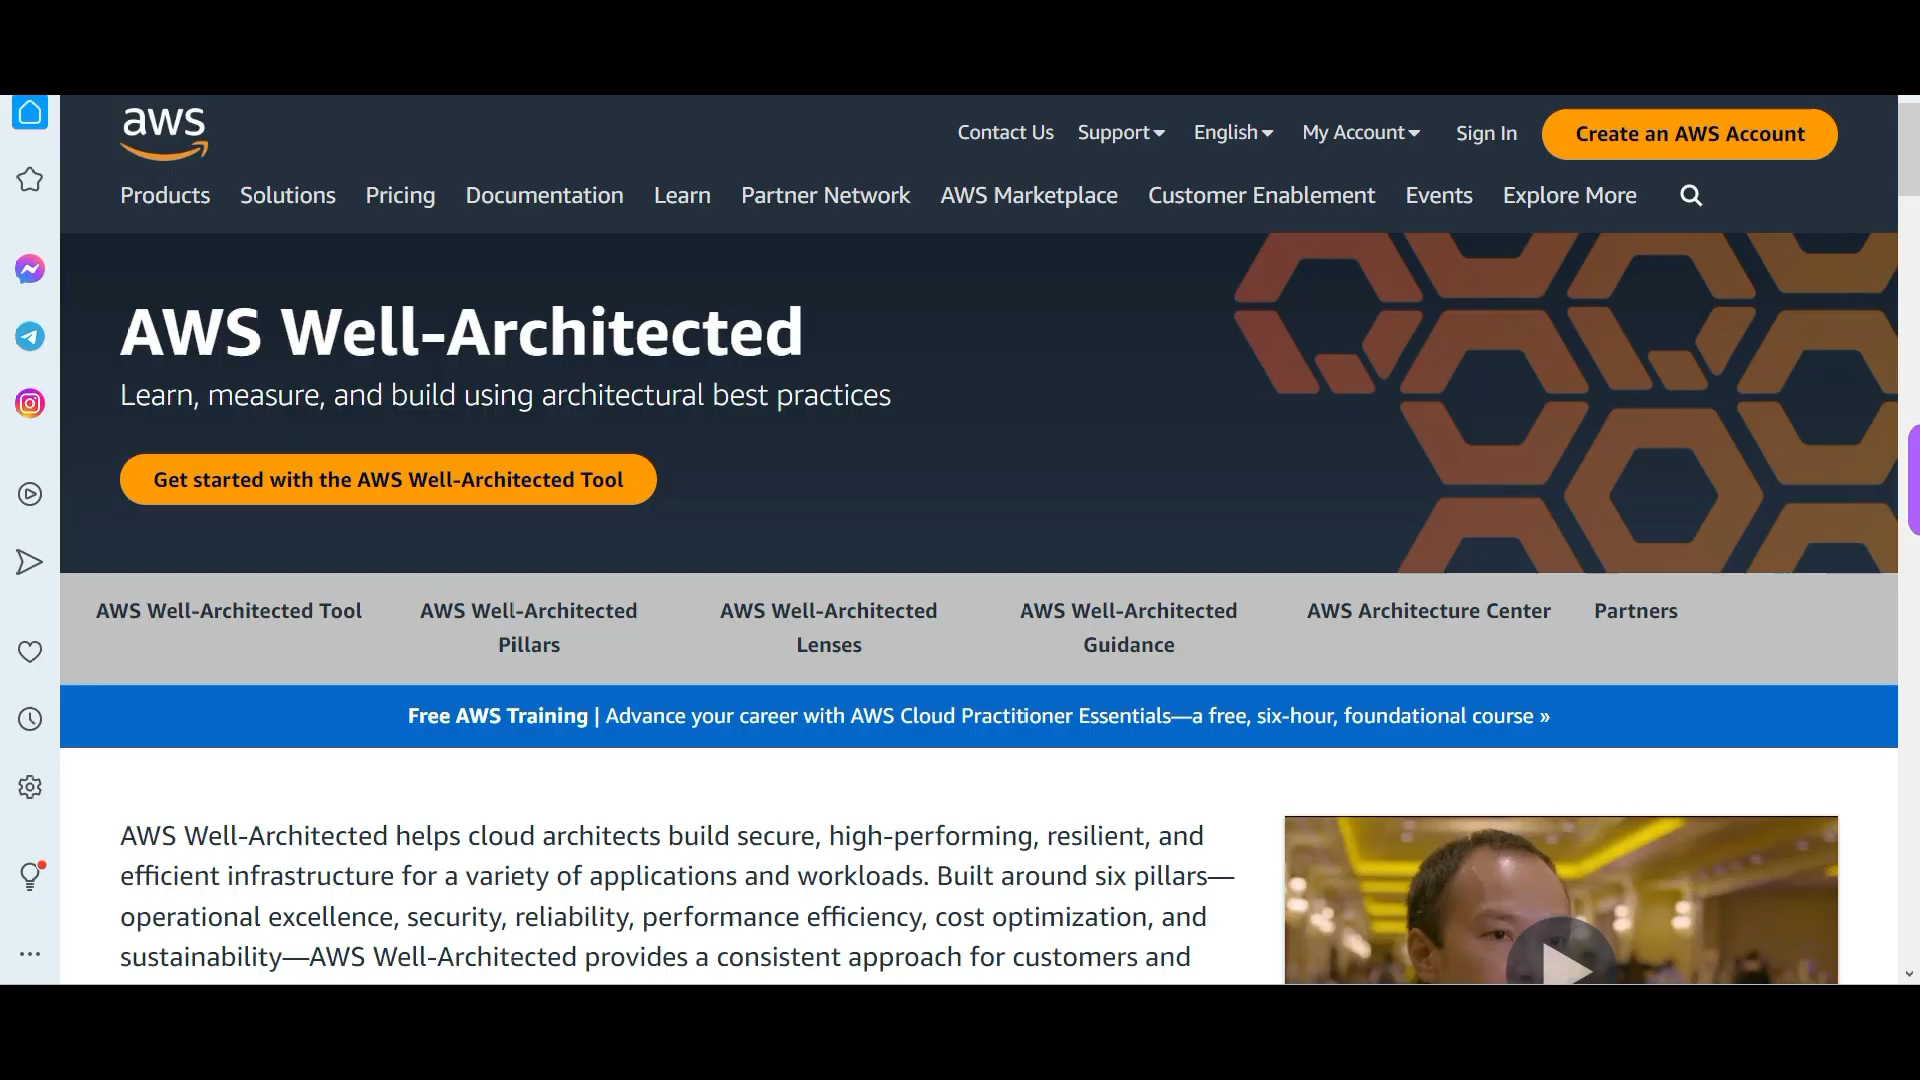 aws
Contact Us Support English My Account Sign In Create an AWS Account
Products Solutions Pricing Documentation Learn Partner Network AWS Marketplace Customer Enablement Events Explore More
AWS Well-Architected
Learn, measure, and build using architectural best practices
Get started with the AWS Well-Architected Tool
AWS Well-Architected Tool
AWS Well-Architected
Pillars
AWS Well-Architected
Lenses
AWS Well-Architected
Guidance
AWS Architecture Center
Partners
Free AWS Training | Advance your career with AWS Cloud Practitioner Essentials—a free, six-hour, foundational course »
AWS Well-Architected helps cloud architects build secure, high-performing, resilient, and
efficient infrastructure for a variety of applications and workloads. Built around six pillars—
operational excellence, security, reliability, performance efficiency, cost optimization, and
sustainability—AWS Well-Architected provides a consistent approach for customers and